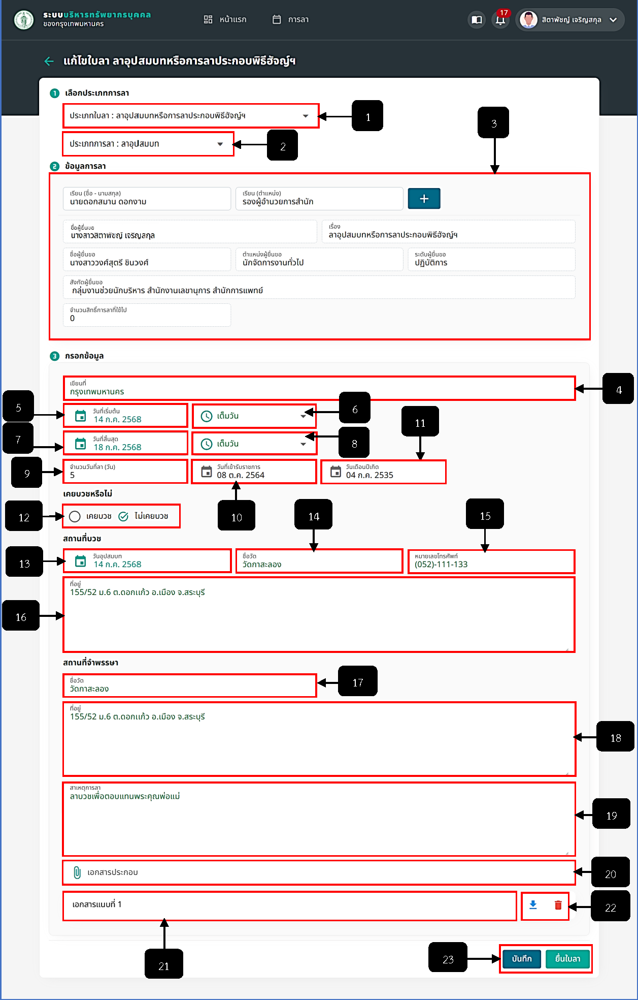 ระบบบริหารทรัพยากรบุคคล
ของกรุงเทพมหานคร
หน้าแรก
การลา
17
สิตาพัชญ์ เจริญสกุล
แก้ไขใบลา ลาอุปสมบทหรือการลาประกอบพิธีฮัจญ์ฯ
1 เลือกประเภทการลา
ประเภทใบลา : ลาอุปสมบทหรือการลาประกอบพิธีฮัจญ์ฯ
1
3
ประเภทการลา : ลาอุปสมบท
2
2 ข้อมูลการลา
เรียน (ชื่อ - นามสกุล)
นายดอกสมาน ดอกงาม
เรียน (ตำแหน่ง)
รองผู้อำนวยการสำนัก
+
ชื่อผู้ยื่นขอ
นางสาวสิตาพัชญ์ เจริญสกุล
เรื่อง
ลาอุปสมบทหรือการลาประกอบพิธีฮัจญ์ฯ
ชื่อผู้ยื่นขอ
นางสาววงศ์สุตรี ชินวงศ์
ตำแหน่งผู้ยื่นขอ
นักจัดการงานทั่วไป
ระดับผู้ยื่นขอ
ปฏิบัติการ
สังกัดผู้ยื่นขอ
กลุ่มงานช่วยนักบริหาร สำนักงานเลขานุการ สำนักการแพทย์
จำนวนสิทธิ์การลาที่ใช้ไป
0
3 กรอกข้อมูล
เขียนที่
กรุงเทพมหานคร
4
5
วันที่เริ่มต้น
14 ก.ค. 2568
เต็มวัน
6
11
7
วันที่สิ้นสุด
18 ก.ค. 2568
เต็มวัน
8
9
จำนวนวันที่ลา (วัน)
5
วันที่เข้ารับราชการ
08 ต.ค. 2564
วันเดือนปีเกิด
04 ก.ค. 2535
เคยบวชหรือไม่
12
เคยบวช
ไม่เคยบวช
10
14
15
สถานที่บวช
13
วันอุปสมบท
14 ก.ค. 2568
ชื่อวัด
วัดกาสะลอง
หมายเลขโทรศัพท์
(052)-111-133
ที่อยู่
155/52 ม.6 ต.ดอกแก้ว อ.เมือง จ.สระบุรี
16
สถานที่จำพรรษา
ชื่อวัด
วัดกาสะลอง
17
ที่อยู่
155/52 ม.6 ต.ดอกแก้ว อ.เมือง จ.สระบุรี
18
สาเหตุการลา
ลาบวชเพื่อตอบแทนพระคุณพ่อแม่
19
เอกสารประกอบ
20
เอกสารแนบที่ 1
22
21
23
บันทึก
ยื่นใบลา